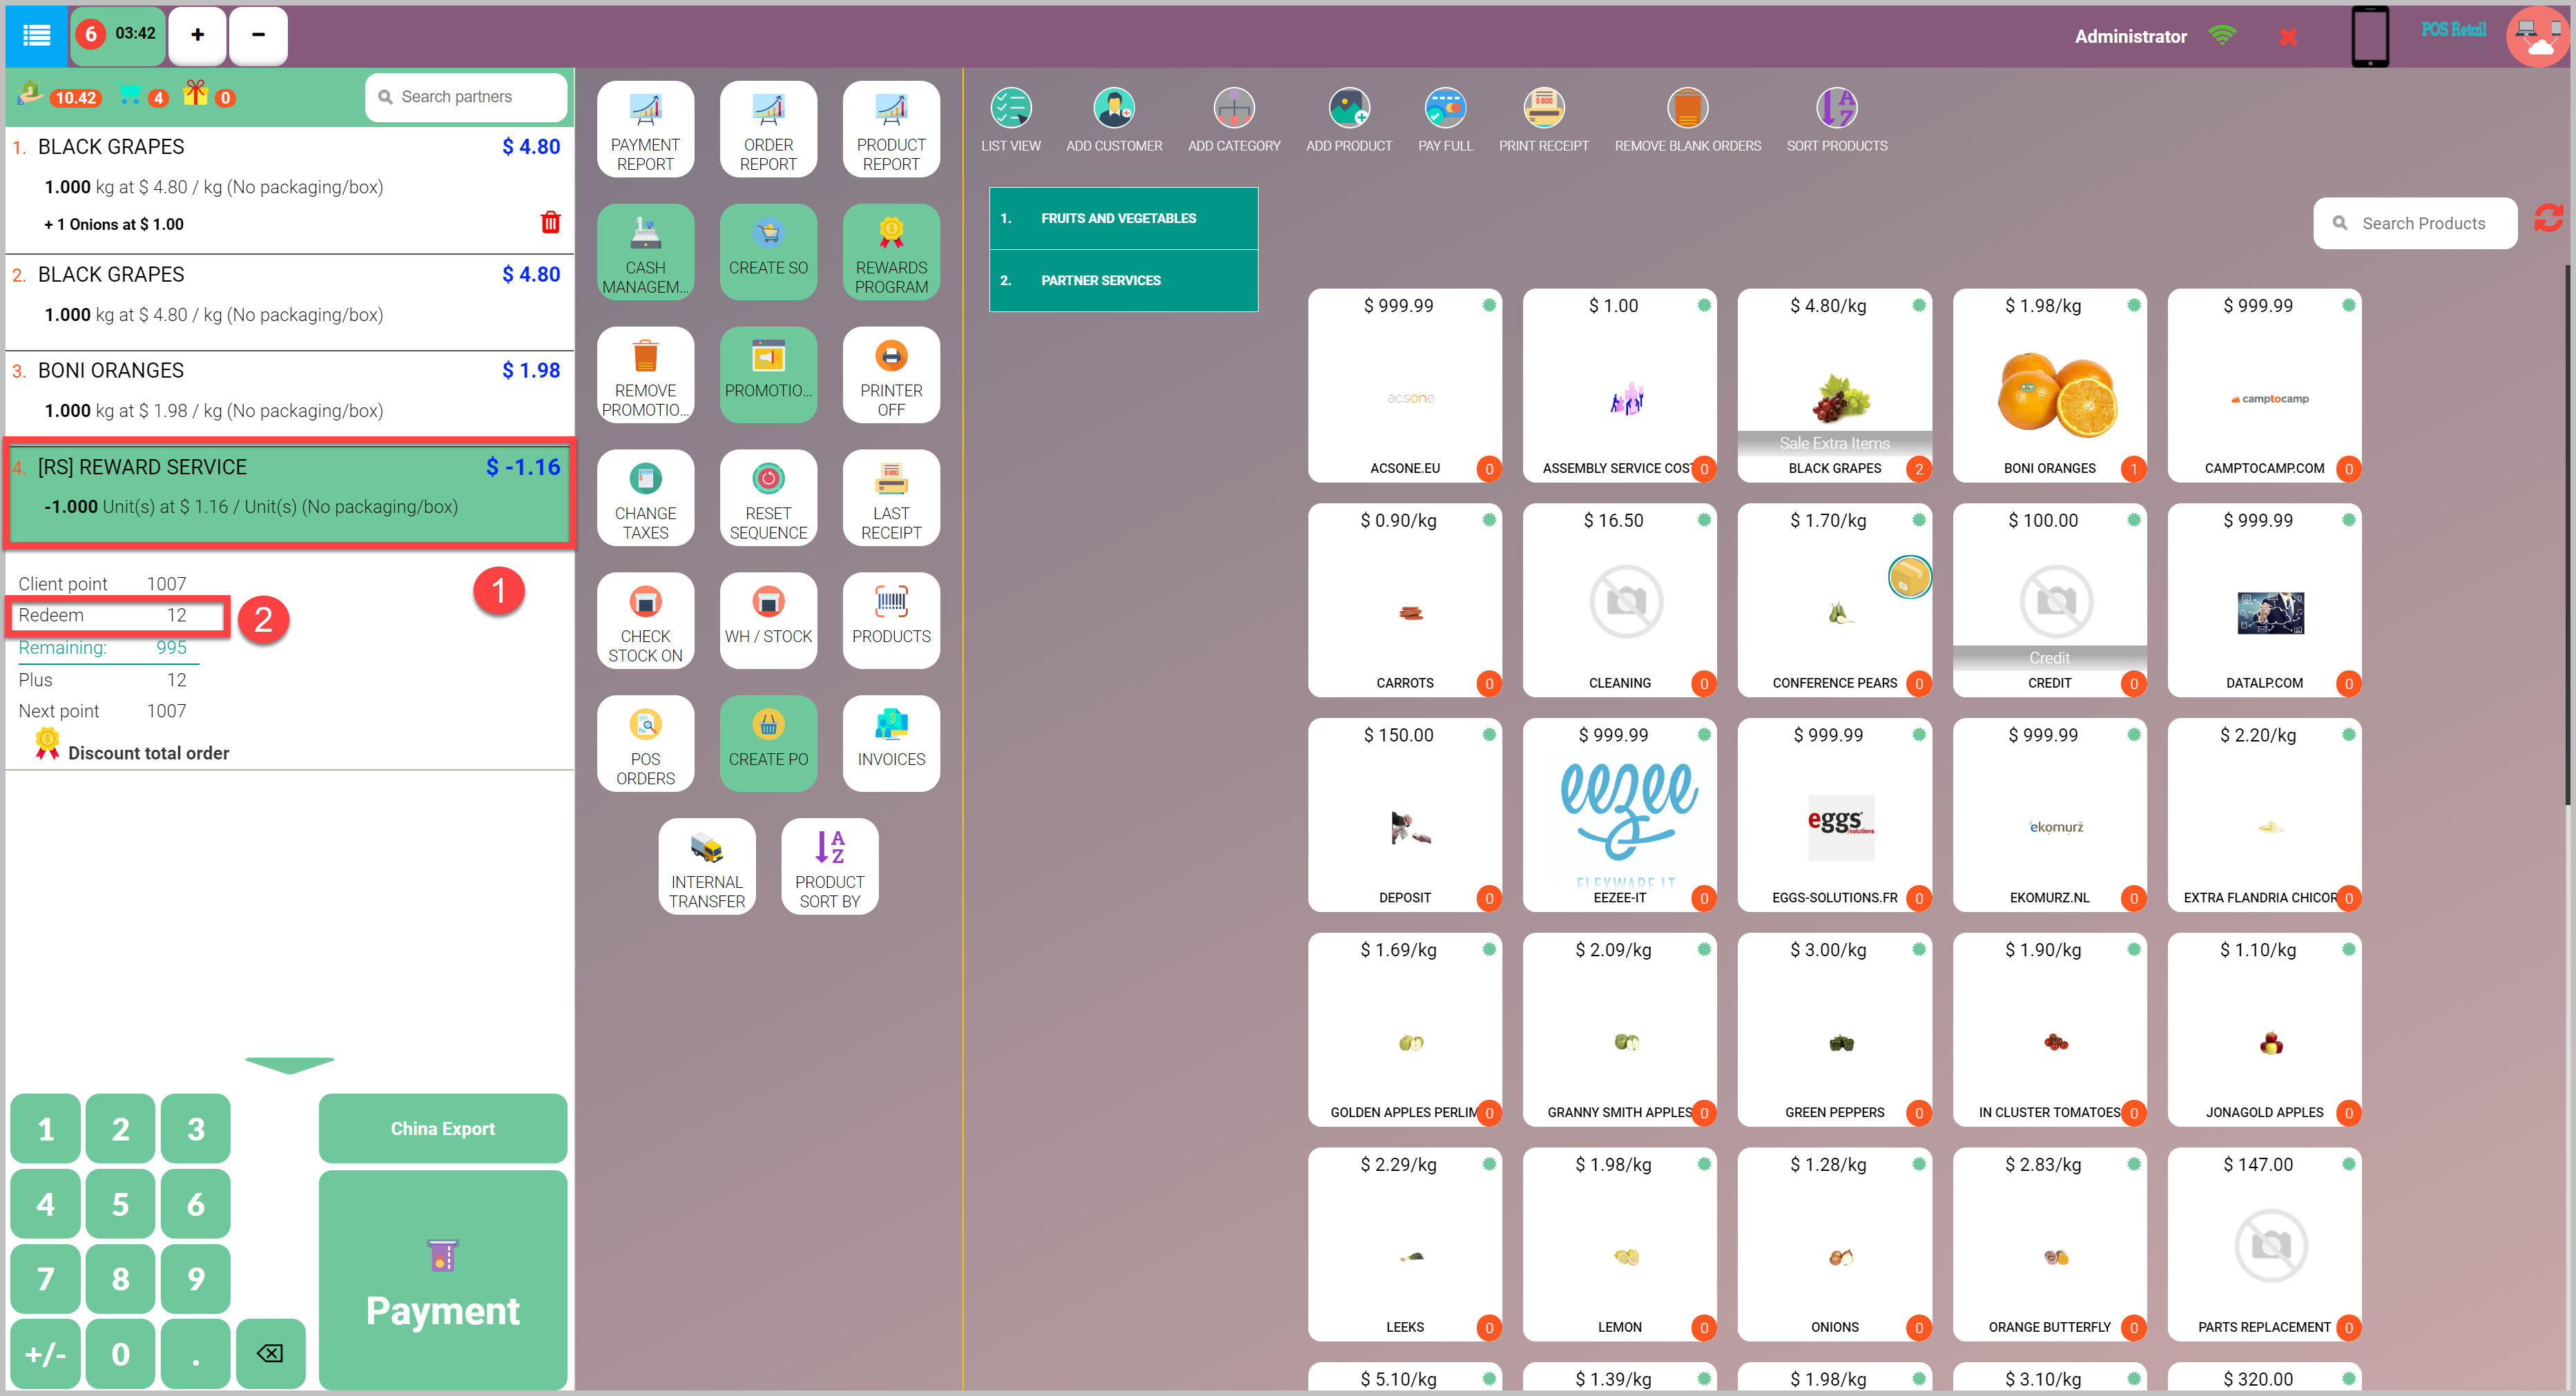 6 03:42 + −
Administrator
POS Retail
10.42 4 0
Search partners
1. BLACK GRAPES $ 4.80
1.000 kg at $ 4.80 / kg (No packaging/box)
+ 1 Onions at $ 1.00
2. BLACK GRAPES $ 4.80
1.000 kg at $ 4.80 / kg (No packaging/box)
3. BONI ORANGES $ 1.98
1.000 kg at $ 1.98 / kg (No packaging/box)
4. [RS] REWARD SERVICE $ -1.16
-1.000 Unit(s) at $ 1.16 / Unit(s) (No packaging/box)
1
Client point 1007
Redeem 12
2
Remaining: 995
Plus 12
Next point 1007
Discount total order
1 2 3
4 5 6
7 8 9
+/- 0 .
China Export
Payment
PAYMENT
REPORT
ORDER
REPORT
PRODUCT
REPORT
CASH
MANAGEM...
CREATE SO
REWARDS
PROGRAM
REMOVE
PROMOTIO...
PROMOTIO...
PRINTER
OFF
CHANGE
TAXES
RESET
SEQUENCE
LAST
RECEIPT
CHECK
STOCK ON
WH / STOCK
PRODUCTS
POS
ORDERS
CREATE PO
INVOICES
INTERNAL
TRANSFER
A
Z
PRODUCT
SORT BY
LIST VIEW
ADD CUSTOMER
ADD CATEGORY
ADD PRODUCT
PAY FULL
PRINT RECEIPT
REMOVE BLANK ORDERS
A
Z
SORT PRODUCTS
1. FRUITS AND VEGETABLES
2. PARTNER SERVICES
Search Products
$ 999.99
acsone
ACSONE.EU 0
$ 1.00
ASSEMBLY SERVICE COST 0
$ 4.80/kg
Sale Extra Items
BLACK GRAPES 2
$ 1.98/kg
BONI ORANGES 1
$ 999.99
camptocamp
CAMPTOCAMP.COM 0
$ 0.90/kg
CARROTS 0
$ 16.50
CLEANING 0
$ 1.70/kg
CONFERENCE PEARS 0
$ 100.00
Credit
CREDIT 0
$ 999.99
DATALP.COM 0
$ 150.00
DEPOSIT 0
$ 999.99
eezee
FLEXWARE IT
EEZEE-IT 0
$ 999.99
eggs
solutions
EGGS-SOLUTIONS.FR 0
$ 999.99
ekomurz
EKOMURZ.NL 0
$ 2.20/kg
EXTRA FLANDRIA CHICOR 0
$ 1.69/kg
GOLDEN APPLES PERLIM 0
$ 2.09/kg
GRANNY SMITH APPLES 0
$ 3.00/kg
GREEN PEPPERS 0
$ 1.90/kg
IN CLUSTER TOMATOES 0
$ 1.10/kg
JONAGOLD APPLES 0
$ 2.29/kg
LEEKS 0
$ 1.98/kg
LEMON 0
$ 1.28/kg
ONIONS 0
$ 2.83/kg
ORANGE BUTTERFLY 0
$ 147.00
PARTS REPLACEMENT 0
$ 5.10/kg
$ 1.39/kg
$ 1.98/kg
$ 3.10/kg
$ 320.00